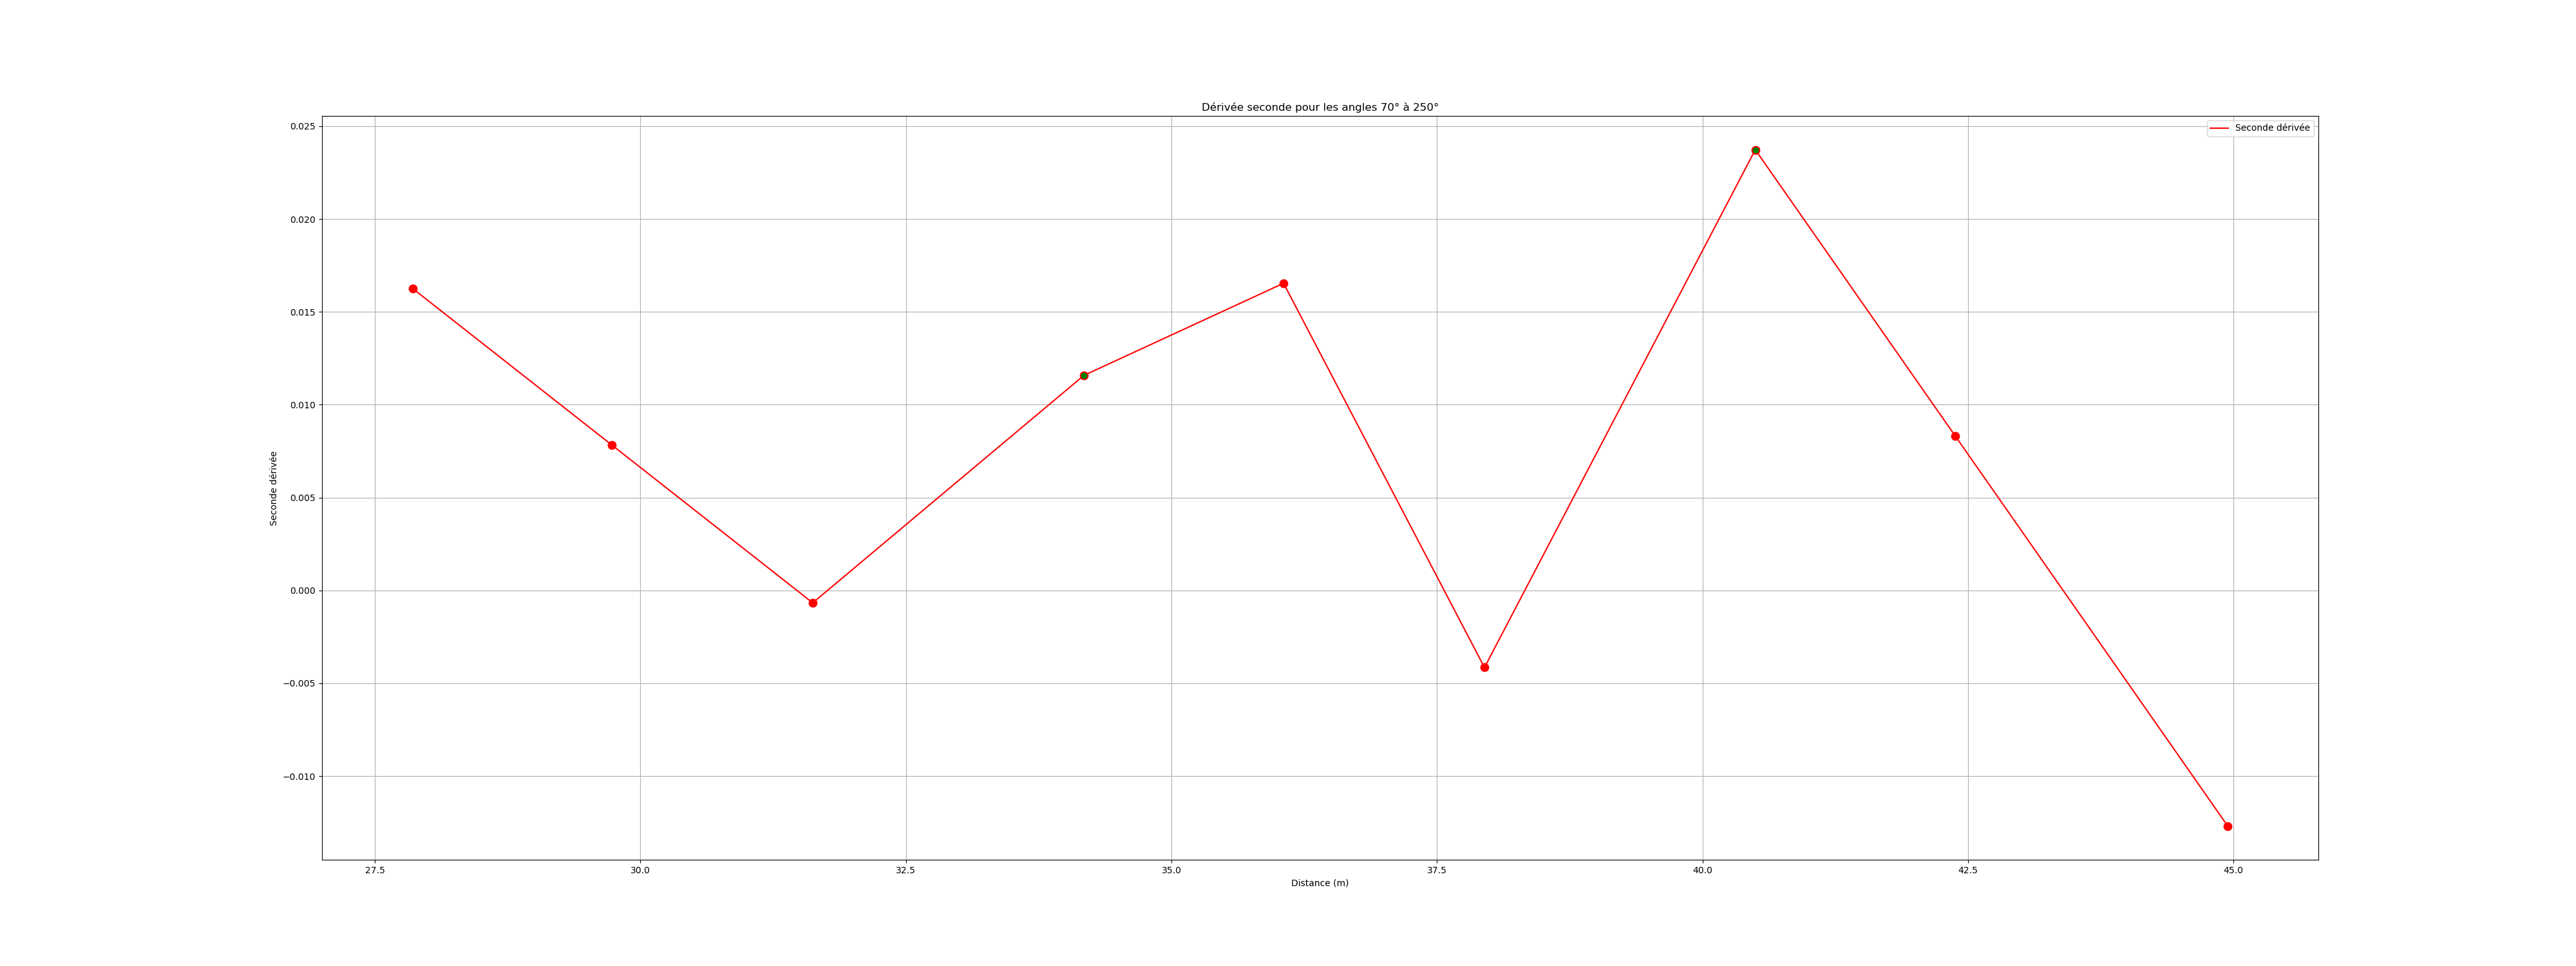 Dérivée seconde pour les angles 70° à 250°
Seconde dérivée
0.025
0.020
0.015
0.010
0.005
0.000
−0.005
−0.010
Seconde dérivée
27.5 30.0 32.5 35.0 37.5 40.0 42.5 45.0
Distance (m)